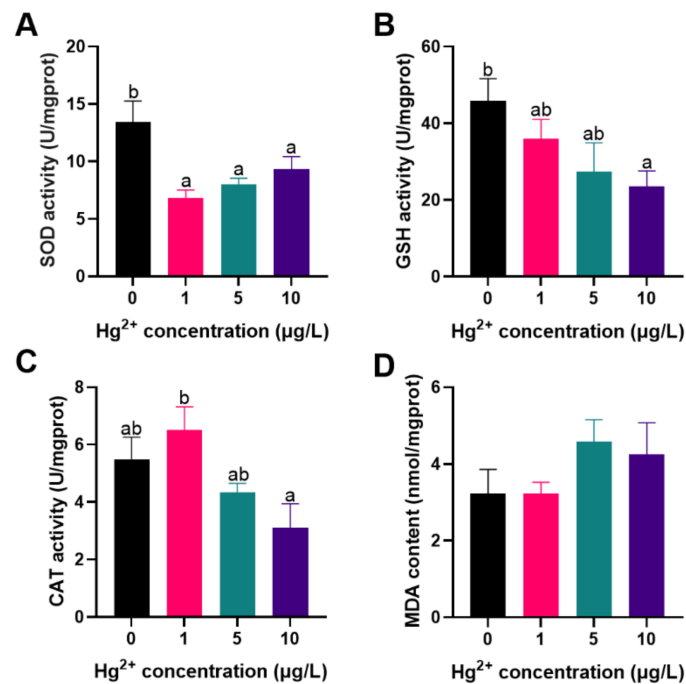 A
SOD activity (U/mgprot)
20
15
10
5
0
b
a
a
a
0 1 5 10
Hg²⁺ concentration (µg/L)
B
GSH activity (U/mgprot)
60
40
20
0
b
ab
ab
a
0 1 5 10
Hg²⁺ concentration (µg/L)
C
CAT activity (U/mgprot)
8
6
4
2
0
ab
b
ab
a
0 1 5 10
Hg²⁺ concentration (µg/L)
D
MDA content (nmol/mgprot)
6
4
2
0
0 1 5 10
Hg²⁺ concentration (µg/L)